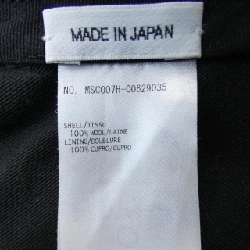 MADE IN JAPAN
NO. MSC007H-C0829035
SHELL/TISSU
100% WOOL/LAINE
LINING/DOUBLURE
100% CUPRO/CUPRO